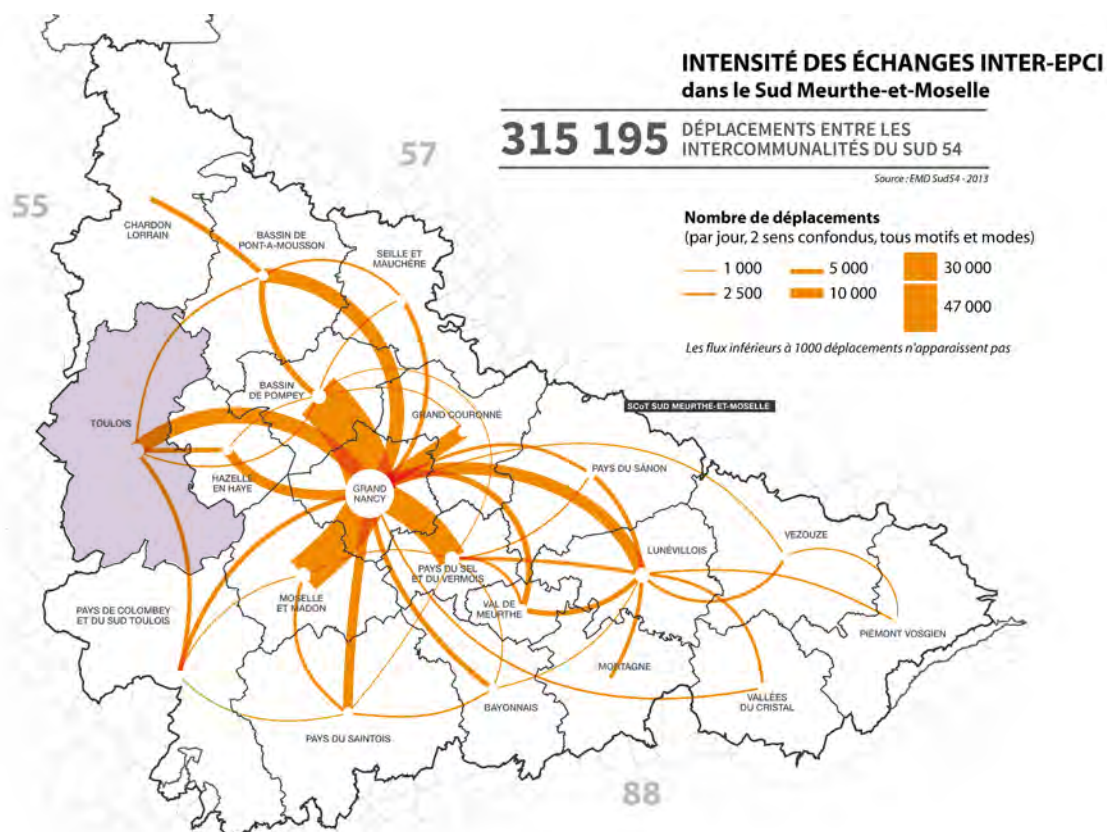 INTENSITÉ DES ÉCHANGES INTER-EPCI
dans le Sud Meurthe-et-Moselle
315 195
DÉPLACEMENTS ENTRE LES
INTERCOMMUNALITÉS DU SUD 54
Source : EMD Sud54 - 2013
57
55
Nombre de déplacements
(par jour, 2 sens confondus, tous motifs et modes)
1 000
5 000
30 000
2 500
10 000
47 000
Les flux inférieurs à 1000 déplacements n'apparaissent pas
CHARDON
LORRAIN
BASSIN DE
PONT-A-MOUSSON
SEILLE ET
MAUCHÈRE
BASSIN
DE POMPEY
GRAND COURONNÉ
SCoT SUD MEURTHE-ET-MOSELLE
TOULOIS
HAZELLE
EN HAYE
GRAND
NANCY
PAYS DU SÂNON
VEZOUZE
LUNÉVILLOIS
PAYS DU SEL
ET DU VERMOIS
MOSELLE
ET MADON
VAL DE
MEURTHE
PAYS DE COLOMBEY
ET DU SUD TOULOIS
PIÉMONT VOSGIEN
MORTAGNE
VALLÉES
DU CRISTAL
BAYONNAIS
PAYS DU SAINTOIS
88